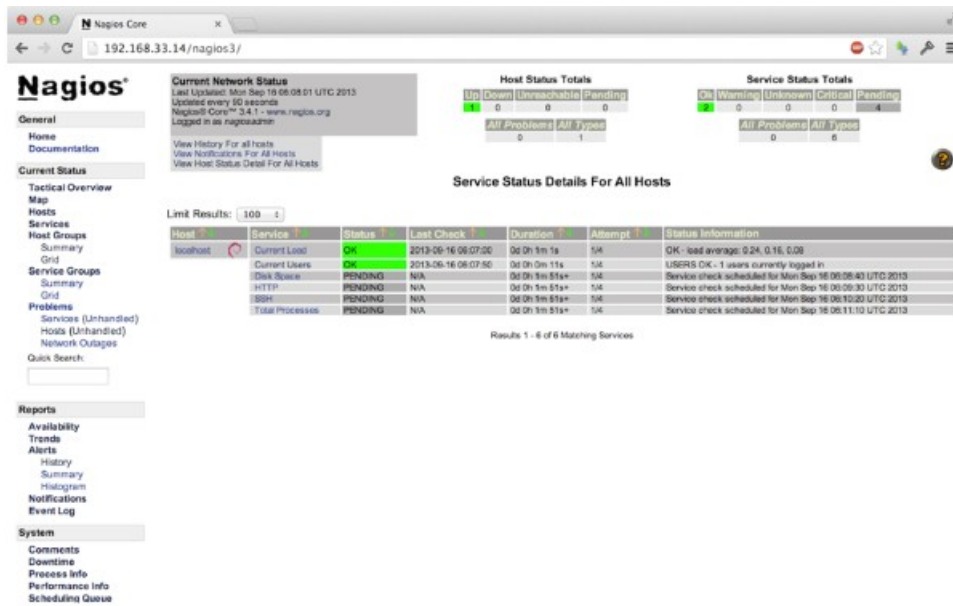 Nagios Core
192.168.33.14/nagios3/
Nagios®
General
Home
Documentation
Current Status
Tactical Overview
Map
Hosts
Services
Host Groups
Summary
Grid
Service Groups
Summary
Grid
Problems
Services (Unhandled)
Hosts (Unhandled)
Network Outages
Quick Search:
Reports
Availability
Trends
Alerts
History
Summary
Histogram
Notifications
Event Log
System
Comments
Downtime
Process Info
Performance Info
Scheduling Queue
Current Network Status
Last Updated: Mon Sep 16 06:08:01 UTC 2013
Updated every 90 seconds
Nagios® Core™ 3.4.1 - www.nagios.org
Logged in as nagiosadmin
View History For all hosts
View Notifications For All Hosts
View Host Status Detail For All Hosts
Host Status Totals
Up Down Unreachable Pending
1 0 0 0
All Problems All Types
0 1
Service Status Totals
Ok Warning Unknown Critical Pending
2 0 0 0 4
All Problems All Types
0 6
Service Status Details For All Hosts
Limit Results: 100
Host Service Status Last Check Duration Attempt Status Information
localhost Current Load OK 2013-09-16 06:07:00 0d 0h 1m 1s 1/4 OK - load average: 0.24, 0.16, 0.08
Current Users OK 2013-09-16 06:07:50 0d 0h 0m 11s 1/4 USERS OK - 1 users currently logged in
Disk Space PENDING N/A 0d 0h 1m 51s+ 1/4 Service check scheduled for Mon Sep 16 06:08:40 UTC 2013
HTTP PENDING N/A 0d 0h 1m 51s+ 1/4 Service check scheduled for Mon Sep 16 06:09:30 UTC 2013
SSH PENDING N/A 0d 0h 1m 51s+ 1/4 Service check scheduled for Mon Sep 16 06:10:20 UTC 2013
Total Processes PENDING N/A 0d 0h 1m 51s+ 1/4 Service check scheduled for Mon Sep 16 06:11:10 UTC 2013
Results 1 - 6 of 6 Matching Services